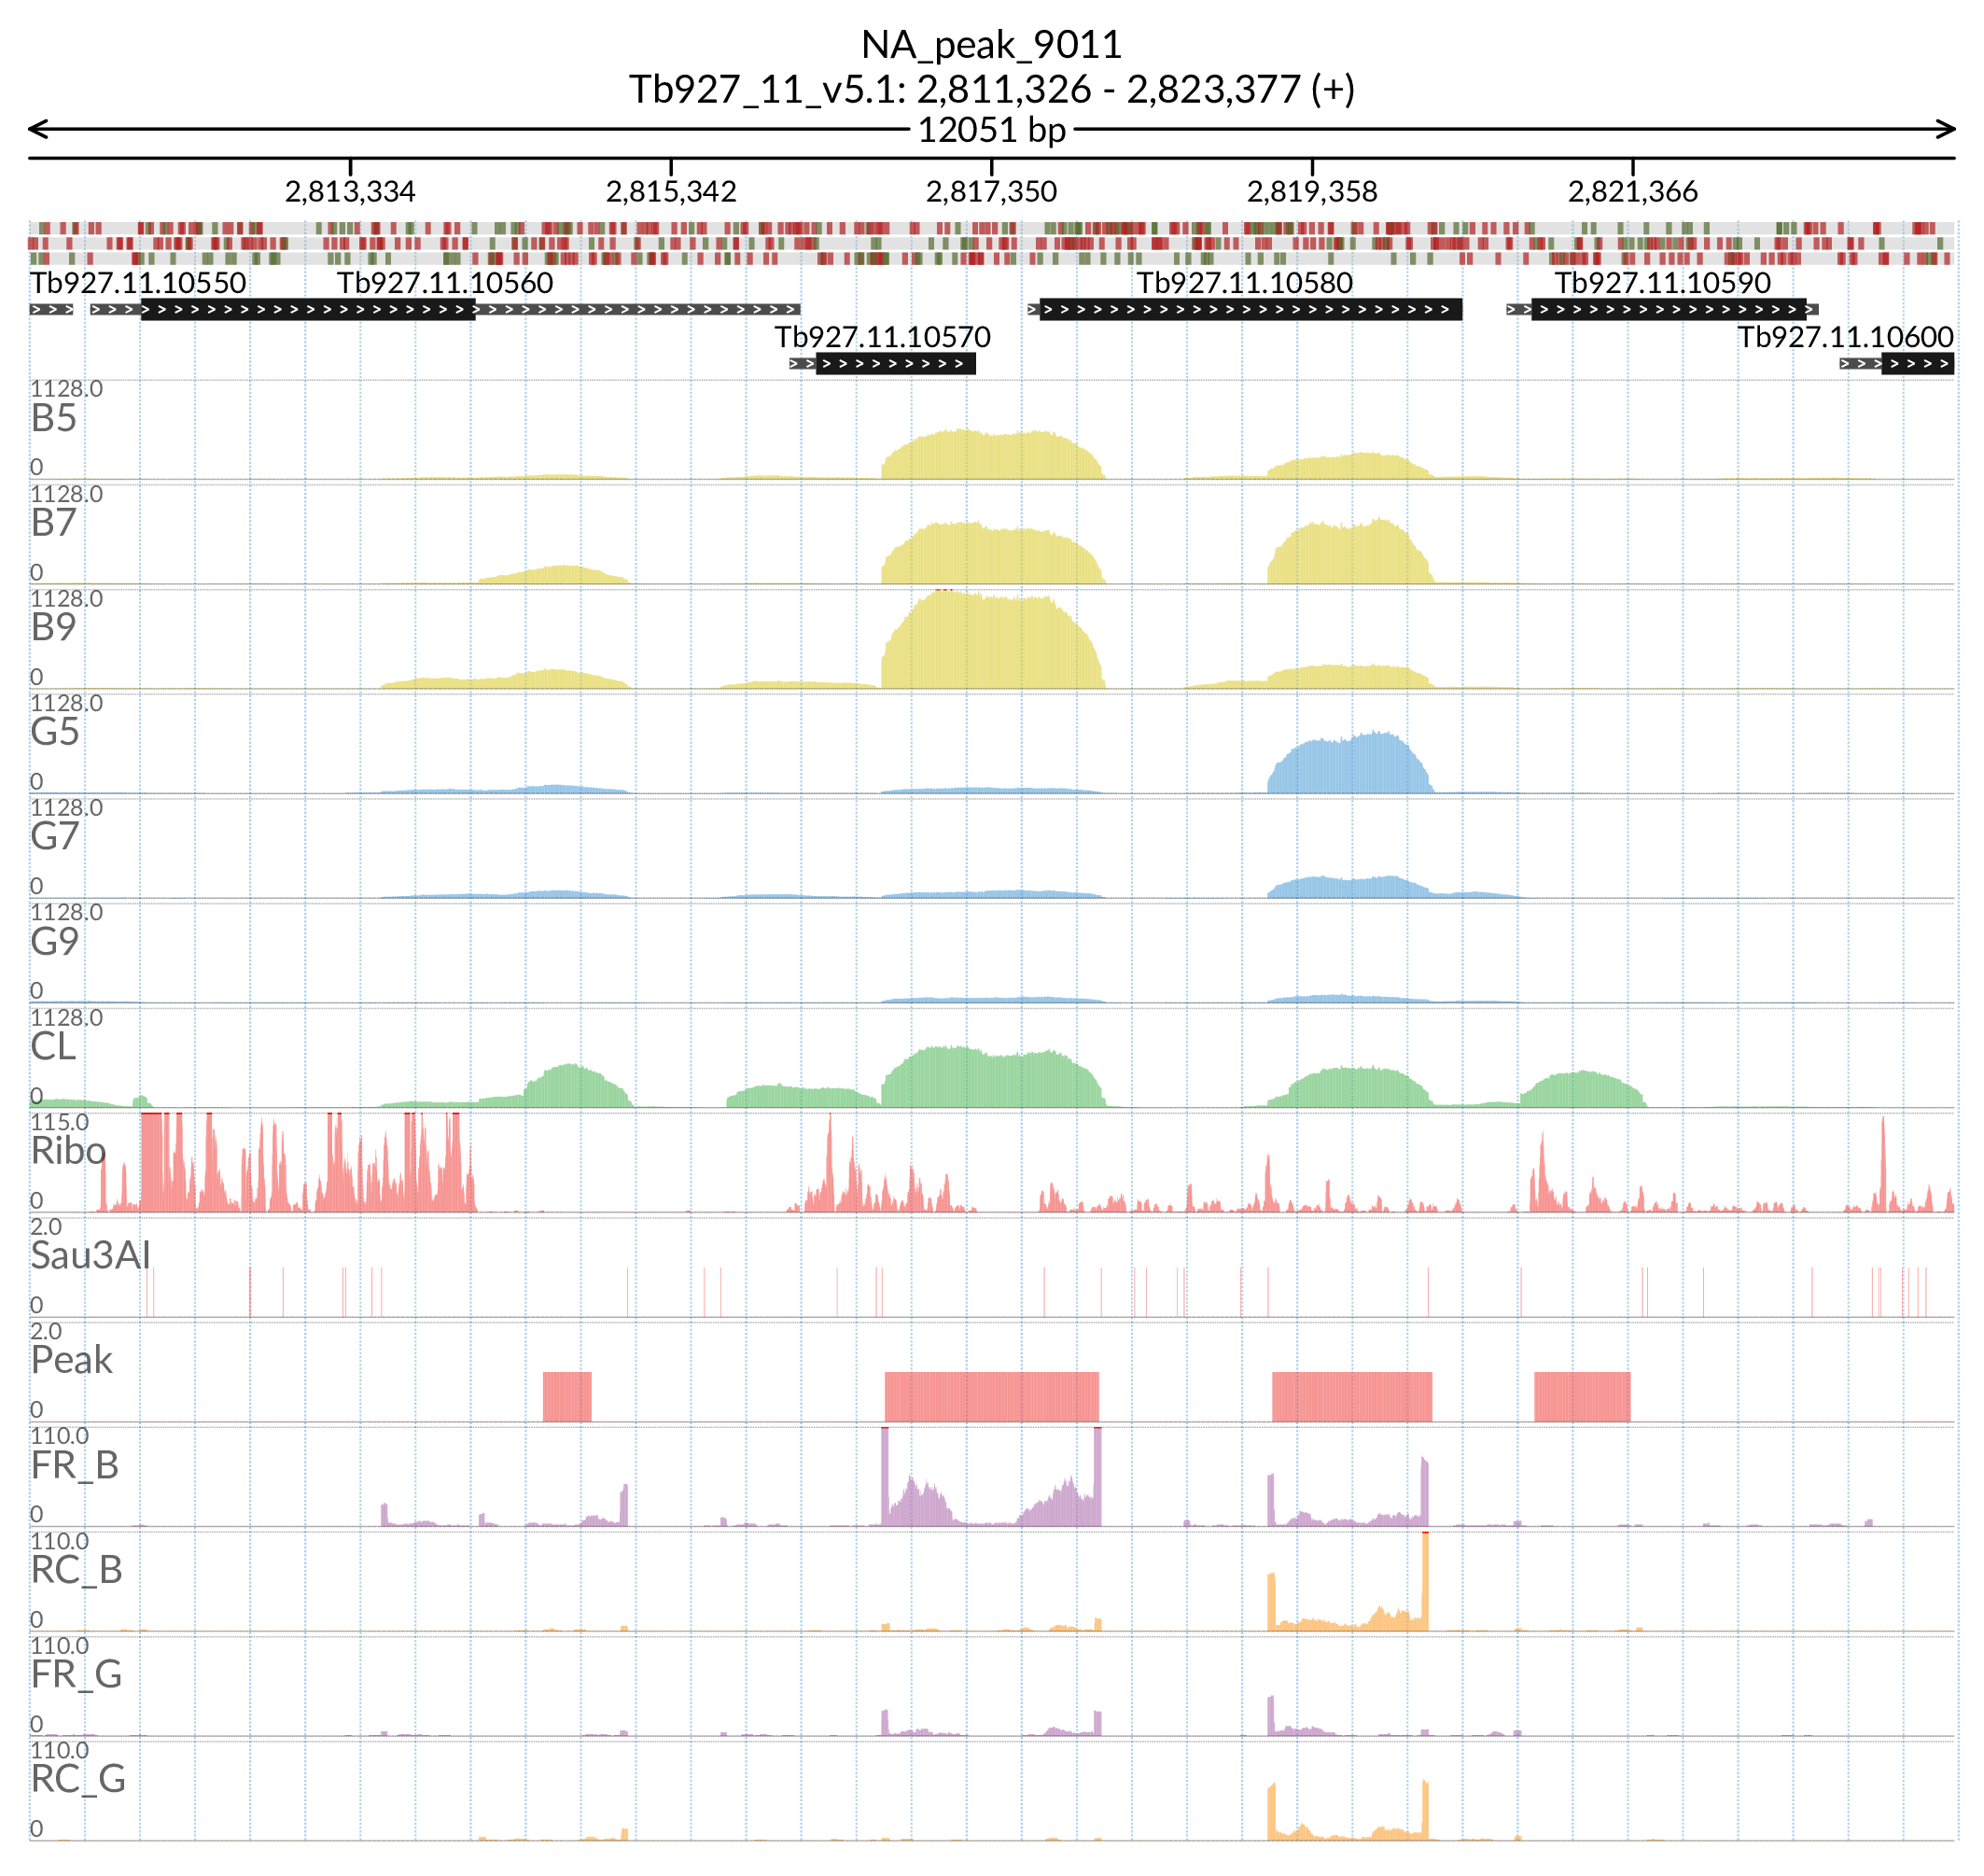 NA_peak_9011
Tb927_11_v5.1: 2,811,326 - 2,823,377 (+)
12051 bp
2,813,334 2,815,342 2,817,350 2,819,358 2,821,366
Tb927.11.10550 Tb927.11.10560 Tb927.11.10580 Tb927.11.10590
Tb927.11.10570 Tb927.11.10600
1128.0
B5
0
1128.0
B7
0
1128.0
B9
0
1128.0
G5
0
1128.0
G7
0
1128.0
G9
0
1128.0
CL
0
115.0
Ribo
0
2.0
Sau3AI
0
2.0
Peak
0
110.0
FR_B
0
110.0
RC_B
0
110.0
FR_G
0
110.0
RC_G
0